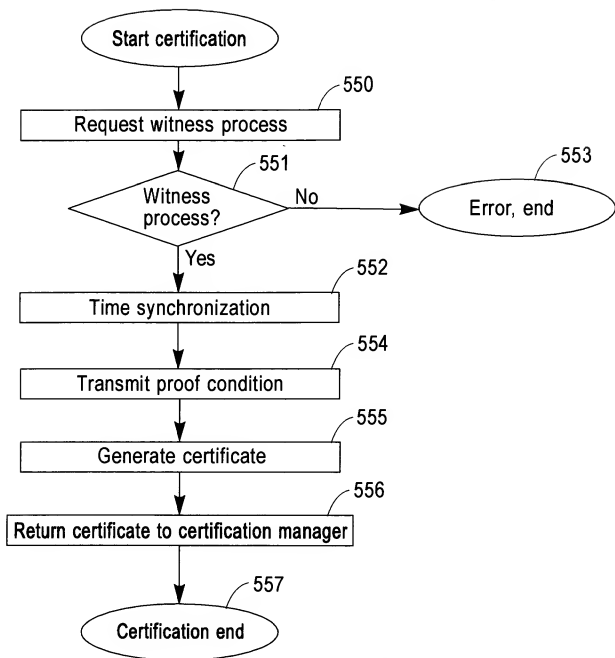 Start certification
550
Request witness process
551
Witness
process?
No
553
Error, end
Yes
552
Time synchronization
554
Transmit proof condition
555
Generate certificate
556
Return certificate to certification manager
557
Certification end